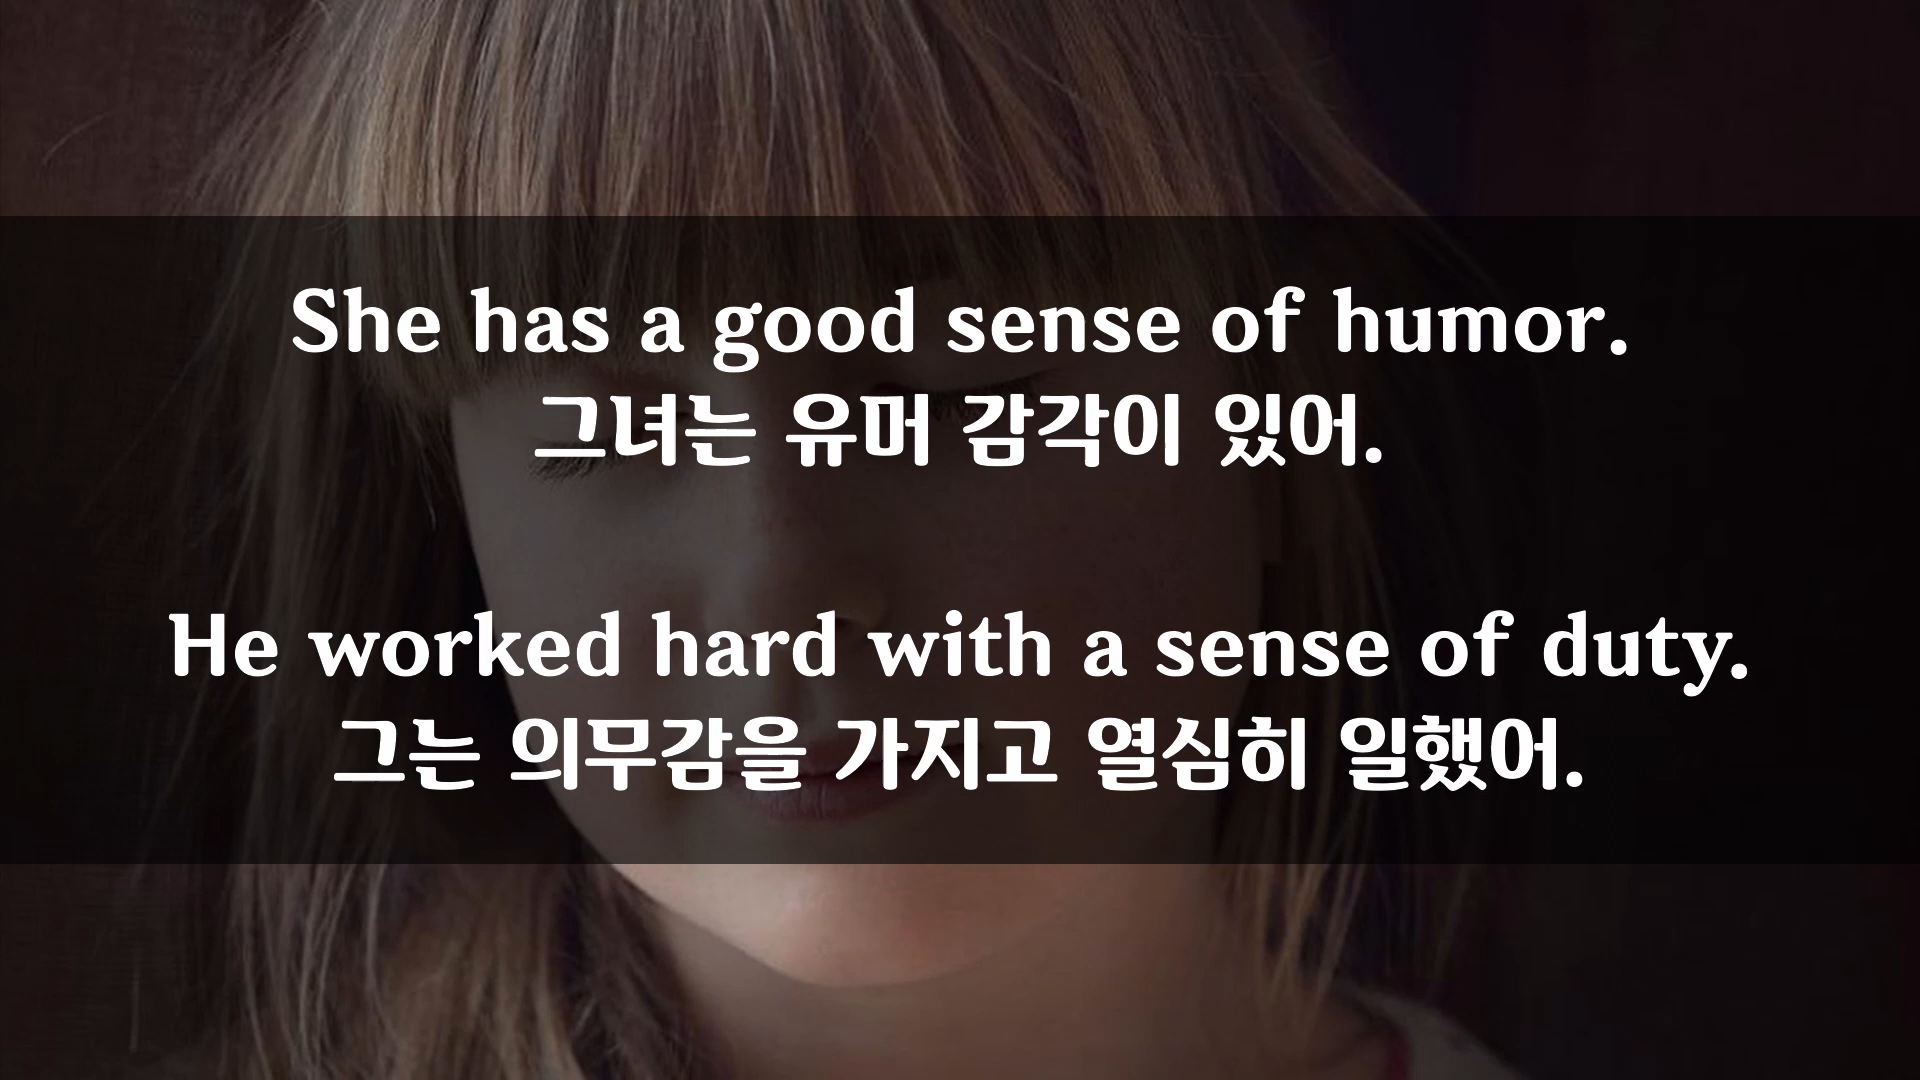 She has a good sense of humor.
그녀는 유머 감각이 있어.
He worked hard with a sense of duty.
그는 의무감을 가지고 열심히 일했어.